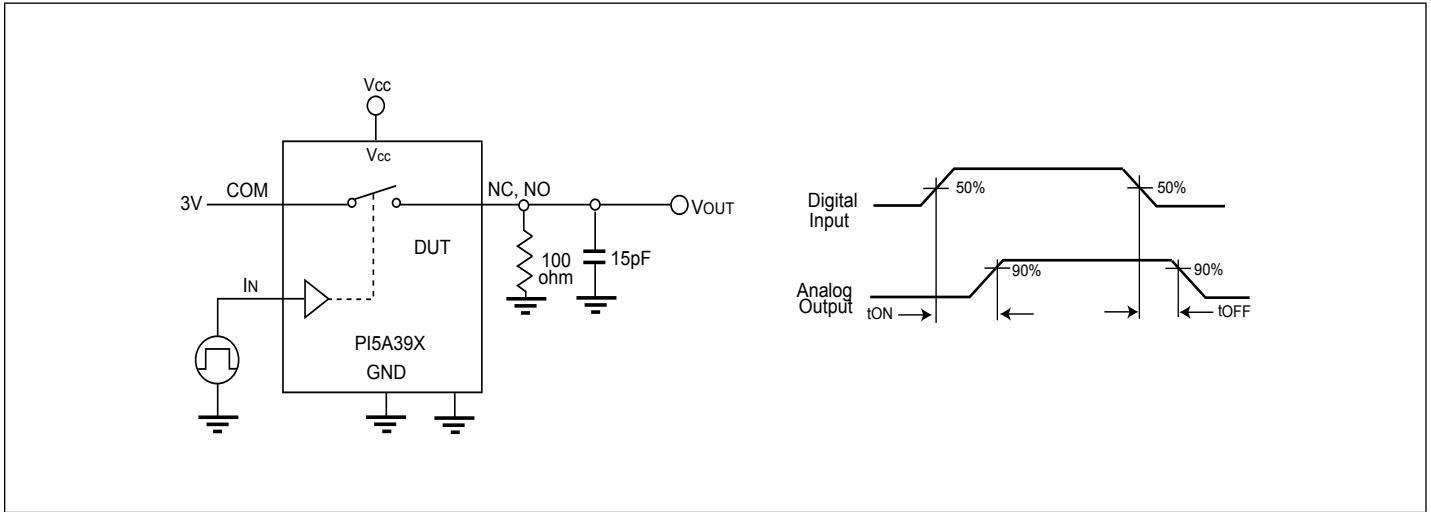 Vcc
Vcc
3V
COM
NC, NO
VOUT
DUT
100
ohm
15pF
IN
PI5A39X
GND
Digital
Input
50%
50%
Analog
Output
90%
90%
tON
tOFF